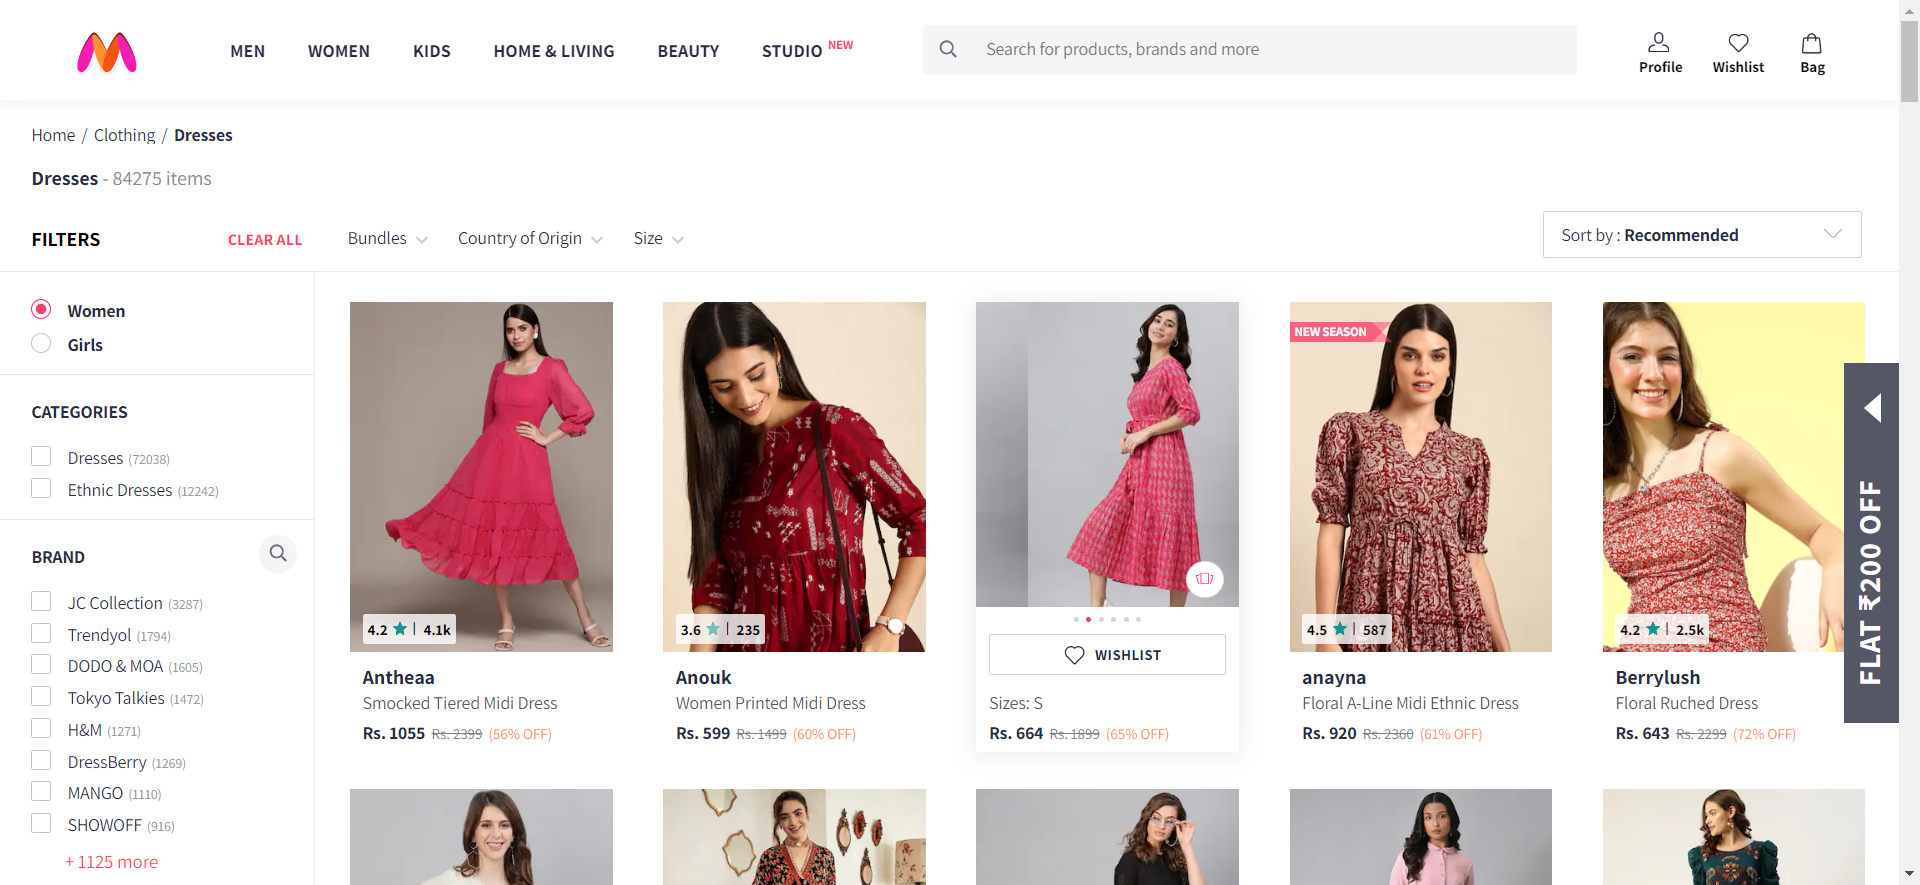 MEN WOMEN KIDS HOME & LIVING BEAUTY STUDIO NEW
Search for products, brands and more
Profile Wishlist Bag
Home / Clothing / Dresses
Dresses - 84275 items
FILTERS CLEAR ALL
Bundles Country of Origin Size
Sort by : Recommended
Women
Girls
CATEGORIES
Dresses (72038)
Ethnic Dresses (12242)
BRAND
JC Collection (3287)
Trendyol (1794)
DODO & MOA (1605)
Tokyo Talkies (1472)
H&M (1271)
DressBerry (1269)
MANGO (1110)
SHOWOFF (916)
+ 1125 more
4.2 | 4.1k
Antheaa
Smocked Tiered Midi Dress
Rs. 1055 Rs. 2399 (56% OFF)
3.6 | 235
Anouk
Women Printed Midi Dress
Rs. 599 Rs. 1499 (60% OFF)
WISHLIST
Sizes: S
Rs. 664 Rs. 1899 (65% OFF)
NEW SEASON
4.5 | 587
anayna
Floral A-Line Midi Ethnic Dress
Rs. 920 Rs. 2360 (61% OFF)
4.2 | 2.5k
Berrylush
Floral Ruched Dress
Rs. 643 Rs. 2299 (72% OFF)
FLAT ₹200 OFF